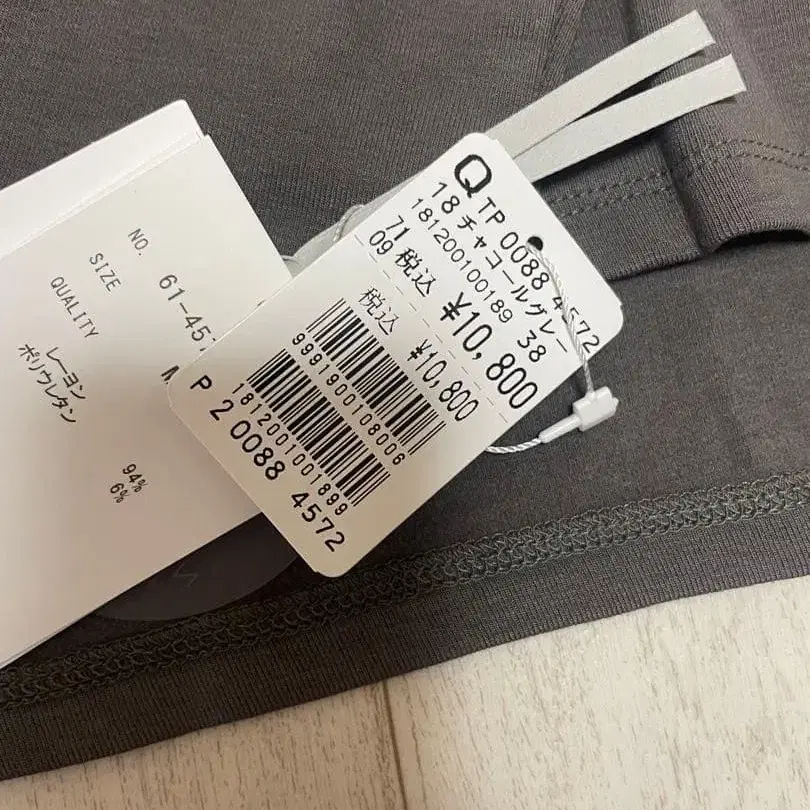 NO. 61-457
SIZE M
QUALITY
レーヨン 94%
ポリウレタン 6%
Q TP 0088 4572
18 チャコールグレー
181200100189 38
71
09 税込 ¥10,800
税込 ¥10,800
9991900108006
1812001001899
P 2 0088 4572